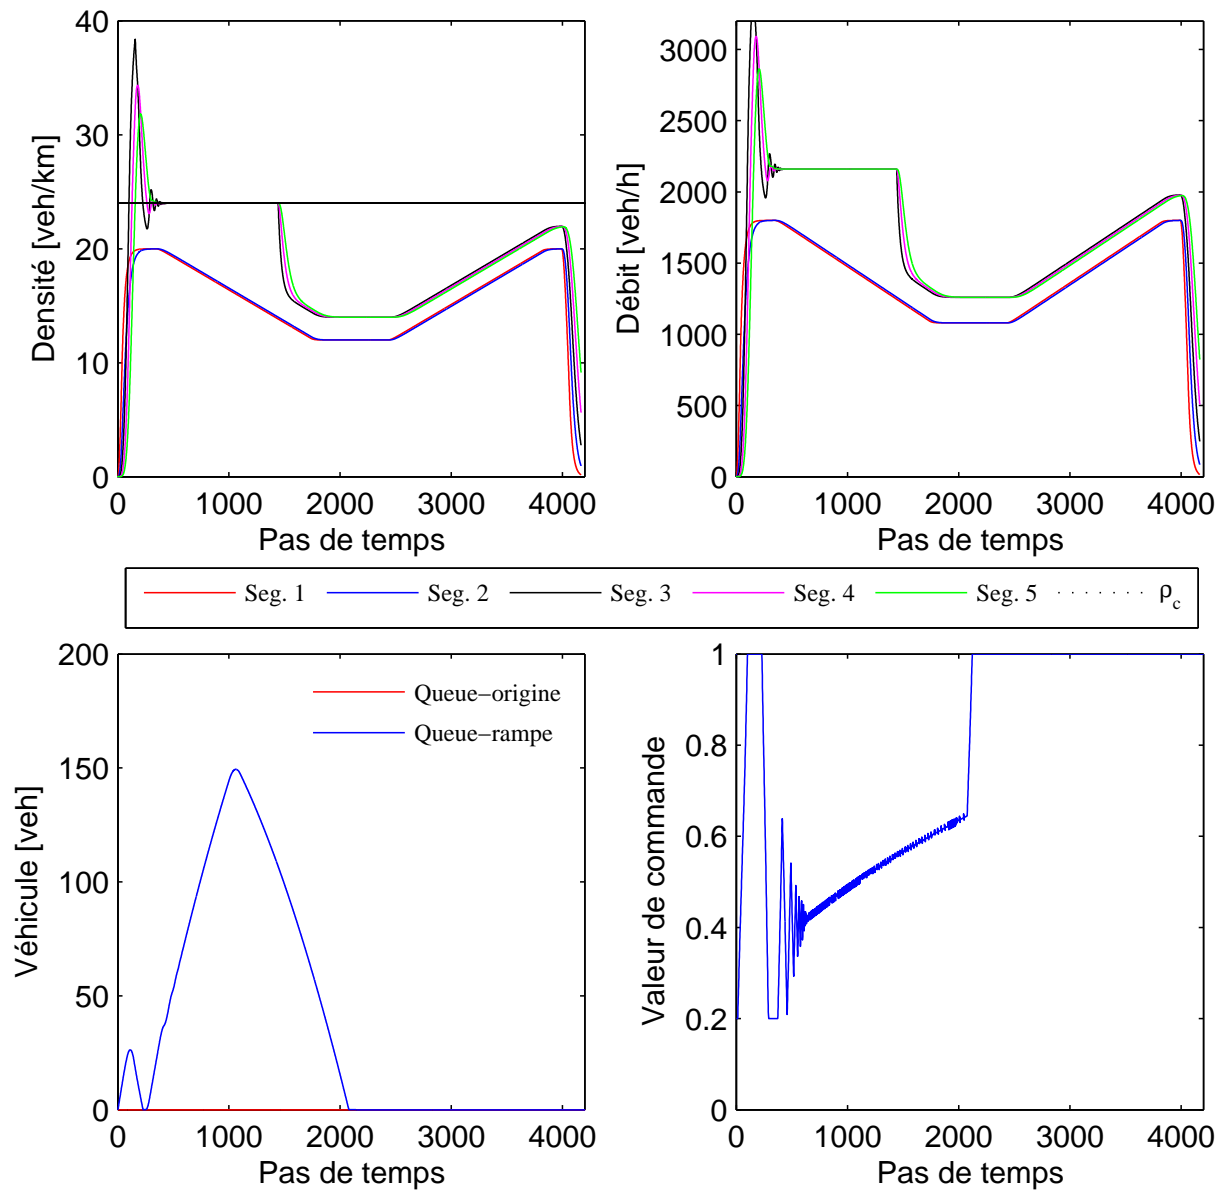 40
30
20
10
0
Densité [veh/km]
0 1000 2000 3000 4000
Pas de temps
3000
2500
2000
1500
1000
500
0
Débit [veh/h]
0 1000 2000 3000 4000
Pas de temps
Seg. 1 Seg. 2 Seg. 3 Seg. 4 Seg. 5 ρc
200
150
100
50
0
Véhicule [veh]
Queue−origine
Queue−rampe
0 1000 2000 3000 4000
Pas de temps
1
0.8
0.6
0.4
0.2
0
Valeur de commande
0 1000 2000 3000 4000
Pas de temps